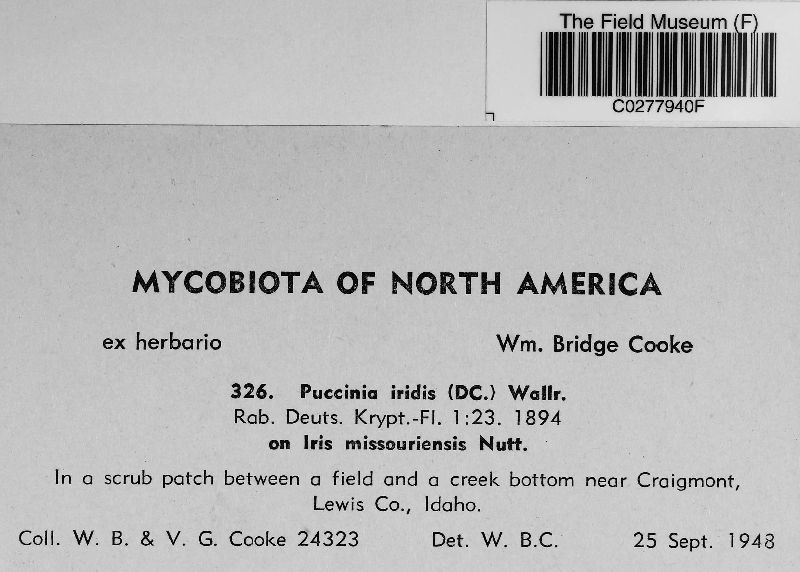 The Field Museum (F)
C0277940F
MYCOBIOTA OF NORTH AMERICA
ex herbario Wm. Bridge Cooke
326. Puccinia iridis (DC.) Wallr.
Rab. Deuts. Krypt.-Fl. 1:23. 1894
on Iris missouriensis Nutt.
In a scrub patch between a field and a creek bottom near Craigmont,
Lewis Co., Idaho.
Coll. W. B. & V. G. Cooke 24323 Det. W. B.C. 25 Sept. 1948